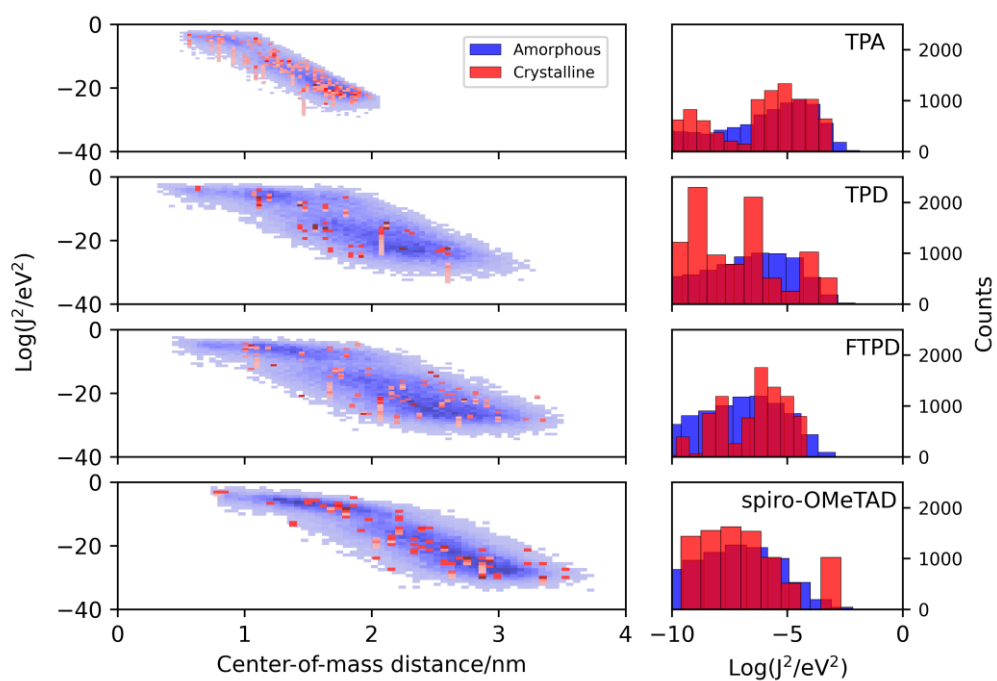 0
−20
−40
Amorphous
Crystalline
TPA
2000
1000
0
0
−20
−40
TPD
2000
1000
0
0
−20
−40
FTPD
2000
1000
0
0
−20
−40
spiro-OMeTAD
2000
1000
0
0 1 2 3 4
−10 −5 0
Center-of-mass distance/nm
Log(J²/eV²)
Log(J²/eV²)
Counts